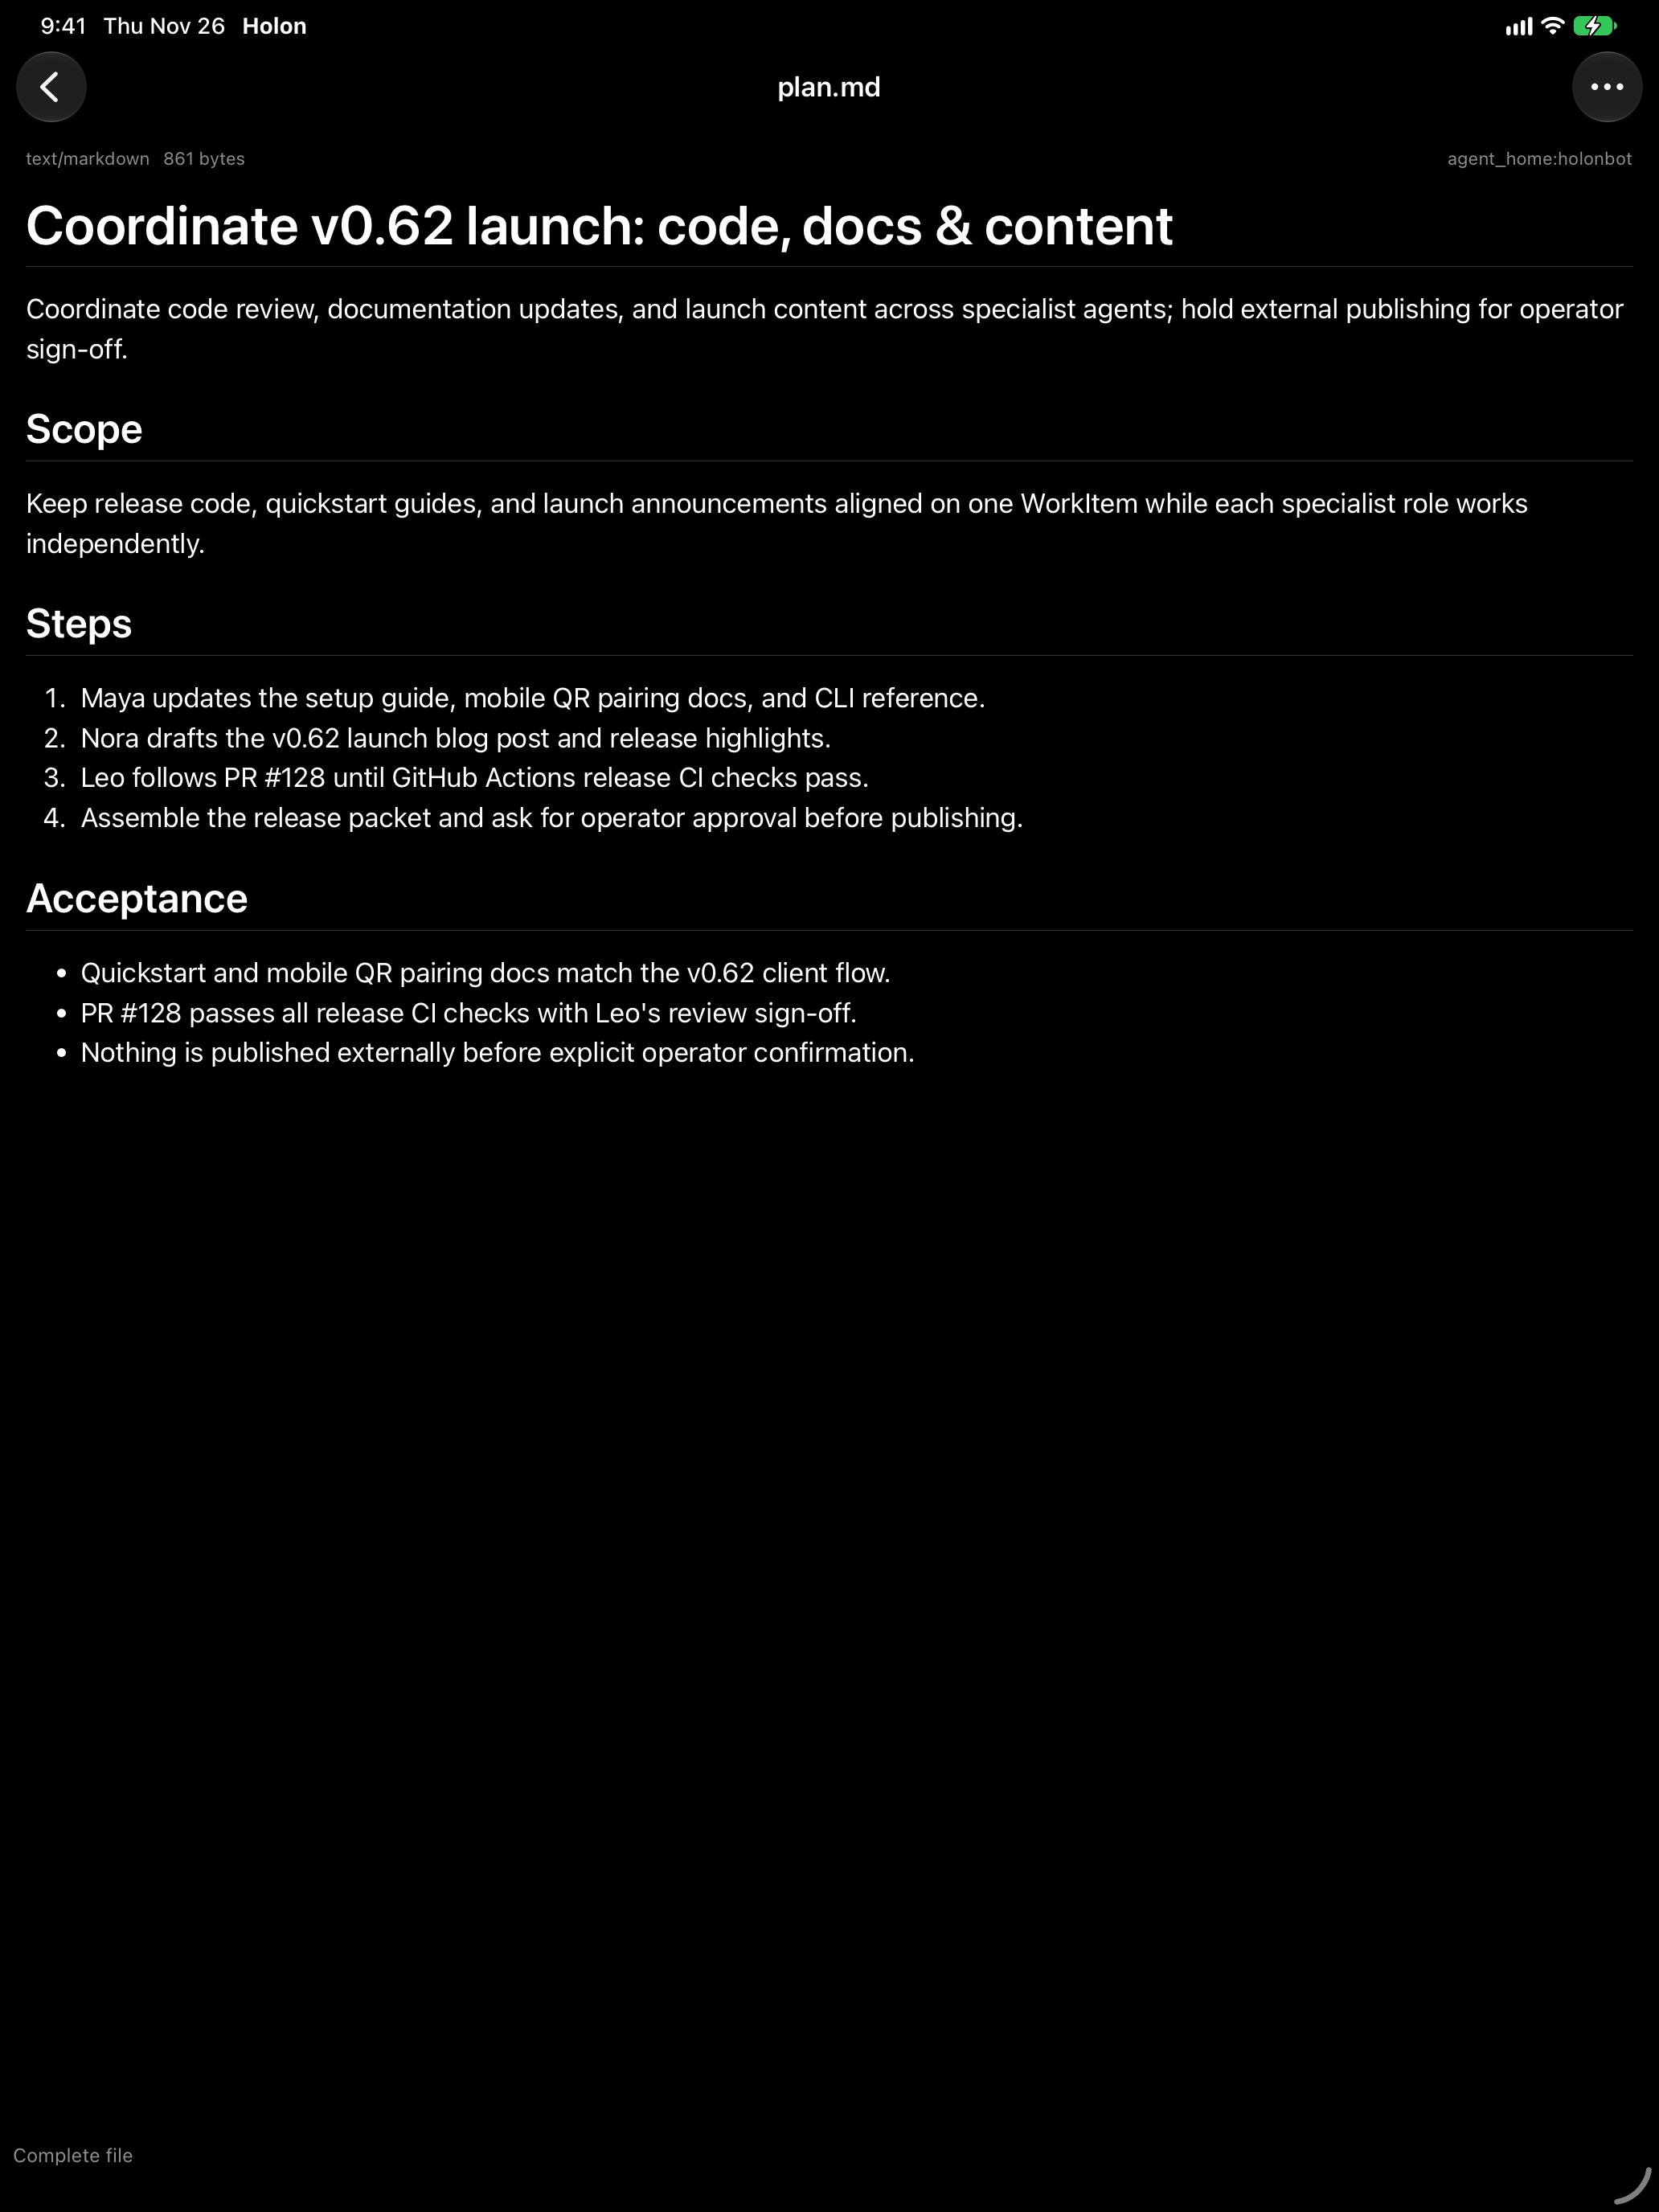 9:41 Thu Nov 26 Holon
plan.md
text/markdown 861 bytes
agent_home:holonbot
Coordinate v0.62 launch: code, docs & content
Coordinate code review, documentation updates, and launch content across specialist agents; hold external publishing for operator
sign-off.
Scope
Keep release code, quickstart guides, and launch announcements aligned on one WorkItem while each specialist role works
independently.
Steps
1. Maya updates the setup guide, mobile QR pairing docs, and CLI reference.
2. Nora drafts the v0.62 launch blog post and release highlights.
3. Leo follows PR #128 until GitHub Actions release CI checks pass.
4. Assemble the release packet and ask for operator approval before publishing.
Acceptance
• Quickstart and mobile QR pairing docs match the v0.62 client flow.
• PR #128 passes all release CI checks with Leo's review sign-off.
• Nothing is published externally before explicit operator confirmation.
Complete file